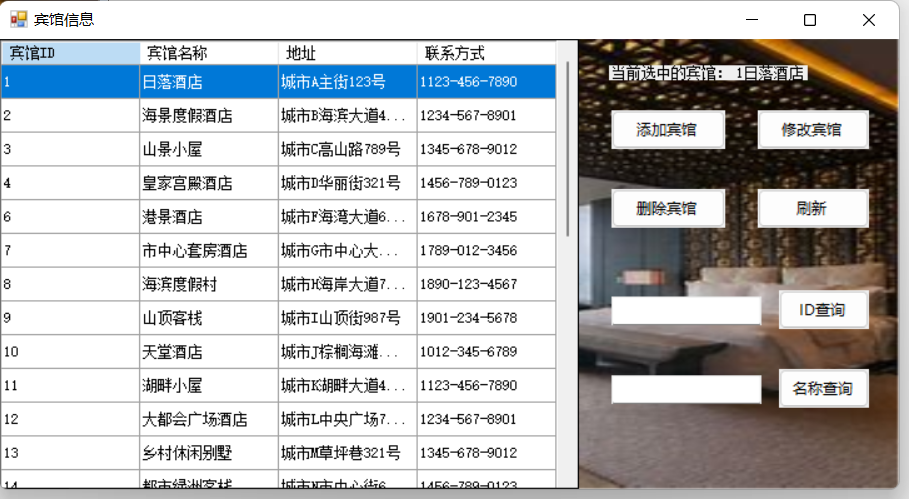 宾馆信息
宾馆ID 宾馆名称 地址 联系方式
1 日落酒店 城市A主街123号 1123-456-7890
2 海景度假酒店 城市B海滨大道4... 1234-567-8901
3 山景小屋 城市C高山路789号 1345-678-9012
4 皇家宫殿酒店 城市D华丽街321号 1456-789-0123
6 港景酒店 城市F海湾大道6... 1678-901-2345
7 市中心套房酒店 城市G市中心大... 1789-012-3456
8 海滨度假村 城市H海岸大道7... 1890-123-4567
9 山顶客栈 城市I山顶街987号 1901-234-5678
10 天堂酒店 城市J棕榈海滩... 1012-345-6789
11 湖畔小屋 城市K湖畔大道4... 1123-456-7890
12 大都会广场酒店 城市L中央广场7... 1234-567-8901
13 乡村休闲别墅 城市M草坪巷321号 1345-678-9012
14 都市绿洲客栈 城市N市中心街6... 1456-789-0123
当前选中的宾馆: 1日落酒店
添加宾馆 修改宾馆
删除宾馆 刷新
ID查询
名称查询